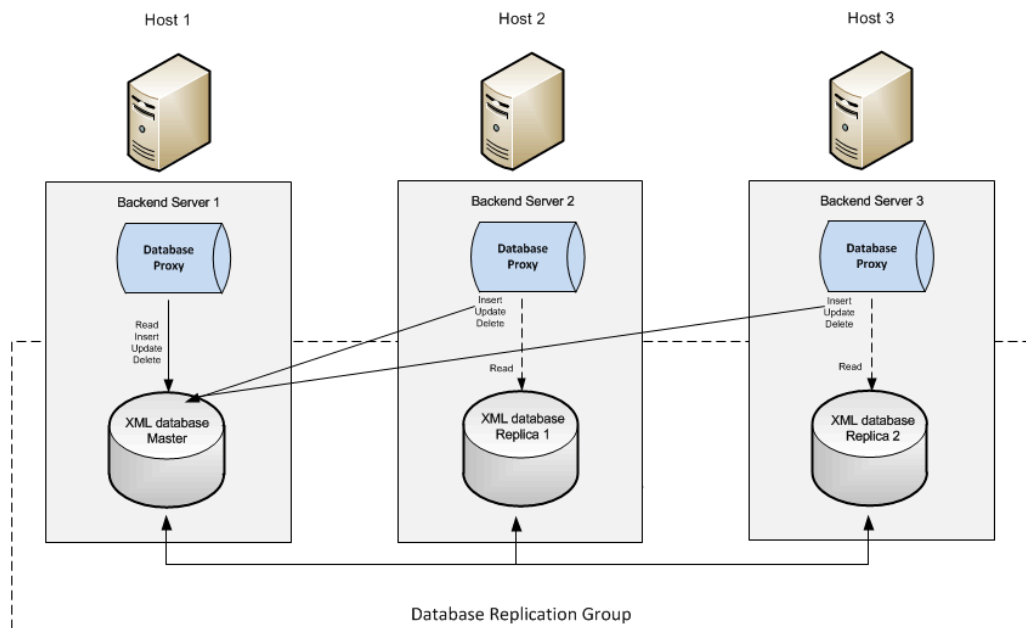 Host 1
Host 2
Host 3
Backend Server 1
Backend Server 2
Backend Server 3
Database
Proxy
Database
Proxy
Database
Proxy
Read
Insert
Update
Delete
Insert
Update
Delete
Insert
Update
Delete
Read
Read
XML database
Master
XML database
Replica 1
XML database
Replica 2
Database Replication Group